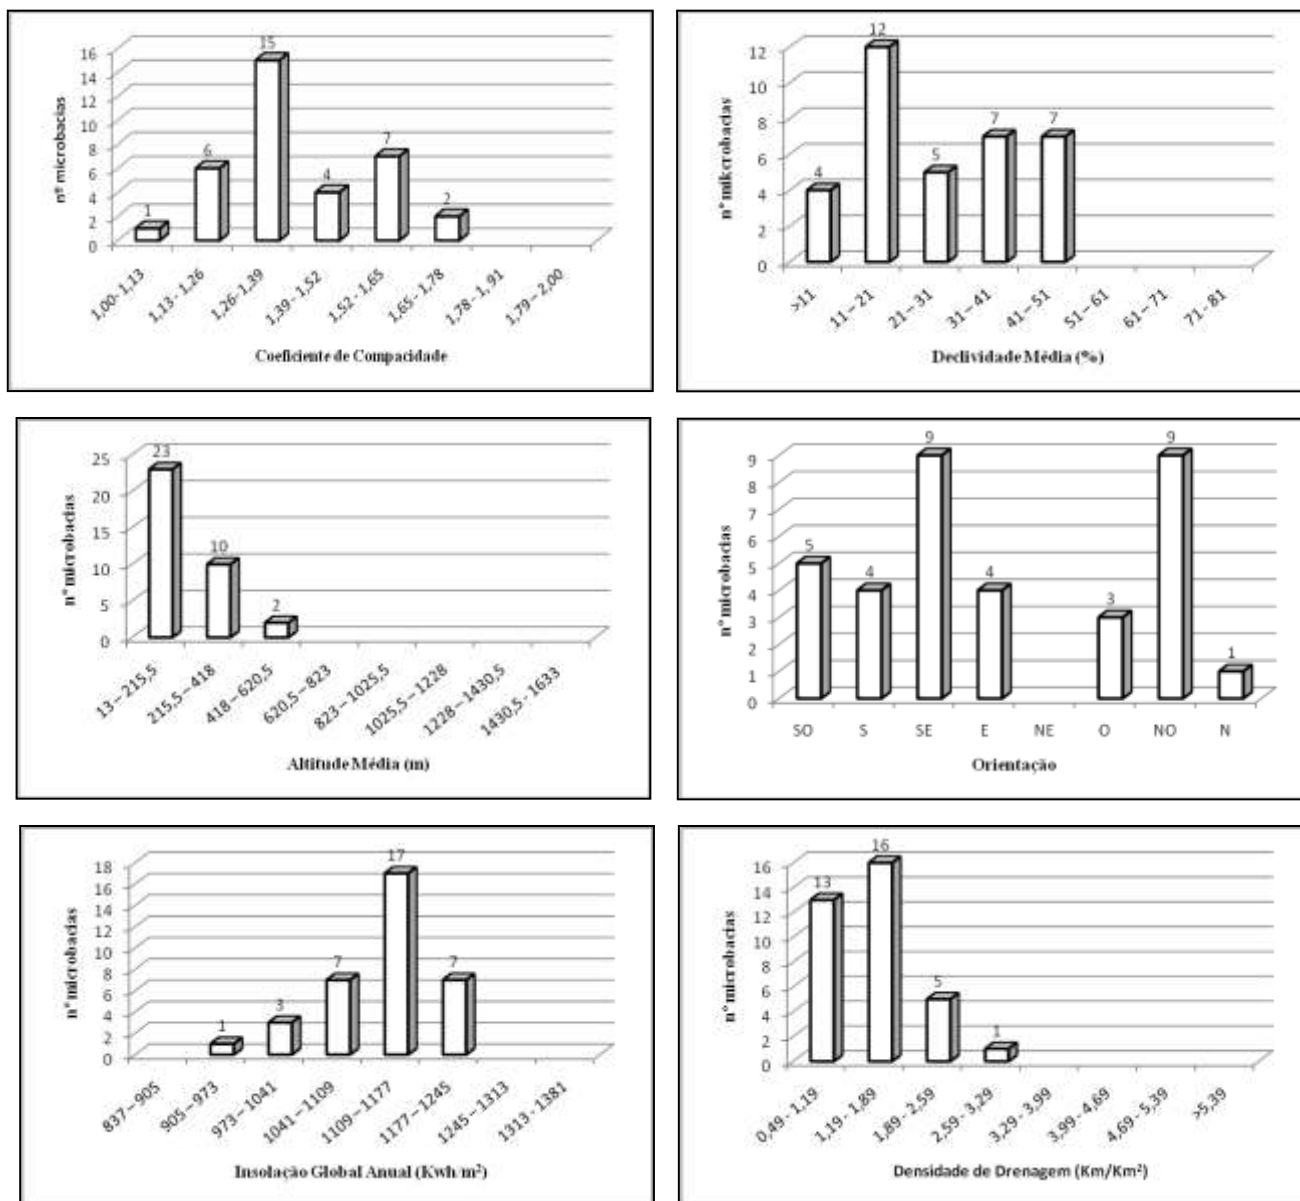 nº microbacias
16
14
12
10
8
6
4
2
0
1
6
15
4
7
2
1,00- 1,13
1,13 - 1,26
1,26-1,39
1,39 - 1,52
1,52 - 1,65
1,65 - 1,78
1,78 - 1, 91
1,79 – 2,00
Coeficiente de Compacidade
nº mikcrobacias
12
10
8
6
4
2
0
4
12
5
7
7
>11
11 – 21
21 – 31
31 – 41
41 – 51
51 – 61
61 – 71
71 - 81
Declividade Média (%)
nº microbacias
25
20
15
10
5
0
23
10
2
13 – 215,5
215,5 – 418
418 – 620,5
620,5 – 823
823 – 1025,5
1025,5 – 1228
1228 – 1430,5
1430,5 - 1633
Altitude Média (m)
nº microbacias
9
8
7
6
5
4
3
2
1
0
5
4
9
4
3
9
1
SO S SE E NE O NO N
Orientação
nº microbacias
18
16
14
12
10
8
6
4
2
0
1
3
7
17
7
837 – 905
905 – 973
973 – 1041
1041 – 1109
1109 – 1177
1177 – 1245
1245 – 1313
1313 - 1381
Insolação Global Anual (Kwh/m²)
nº microbacias
16
14
12
10
8
6
4
2
0
13
16
5
1
0,49 - 1,19
1,19 - 1,89
1,89 - 2,59
2,59 - 3,29
3,29 - 3,99
3,99 - 4,69
4,69 - 5,39
>5,39
Densidade de Drenagem (Km/Km²)